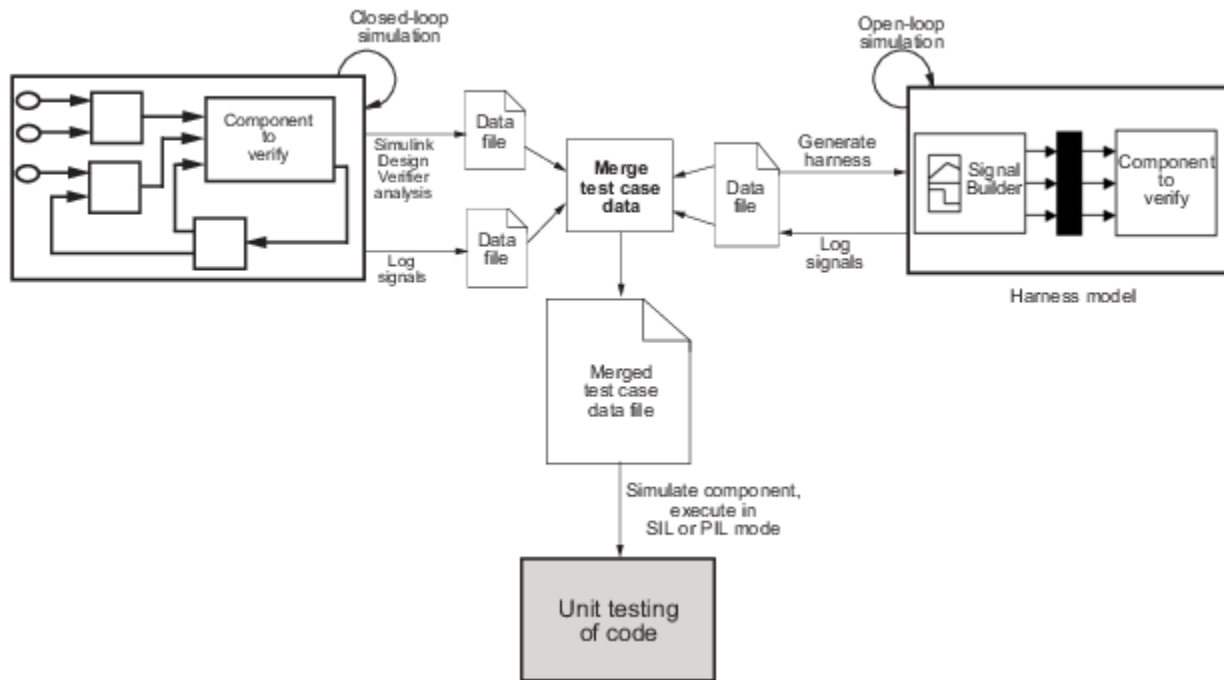 Closed-loop
simulation
Open-loop
simulation
Component
to
verify
Simulink
Design
Verifier
analysis
Data
file
Log
signals
Data
file
Merge
test case
data
Data
file
Generate
harness
Log
signals
Signal
Builder
Component
to
verify
Harness model
Merged
test case
data file
Simulate component,
execute in
SIL or PIL mode
Unit testing
of code